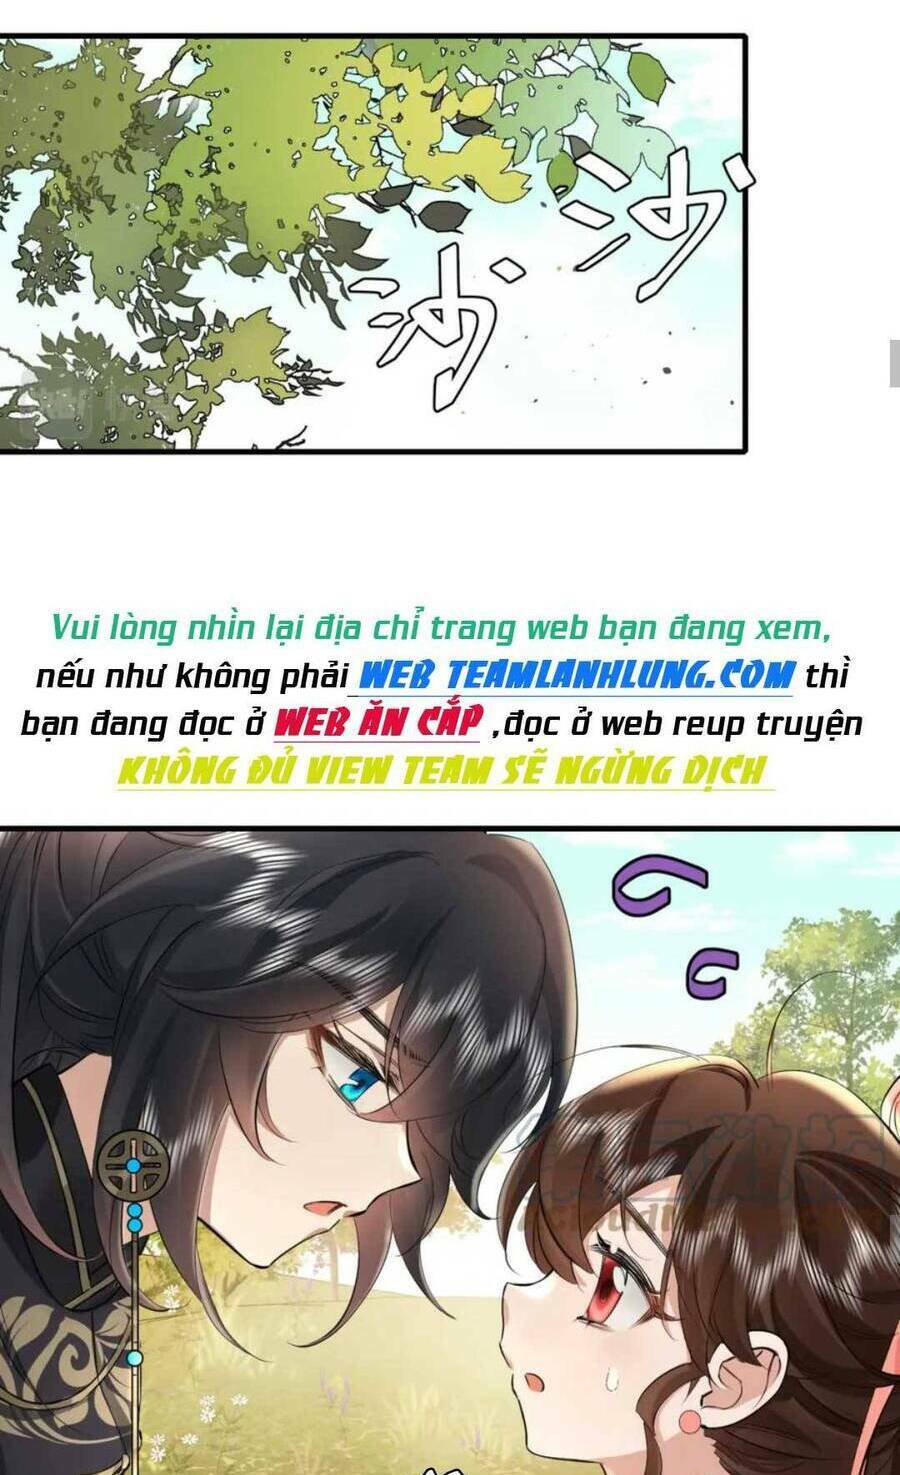 沙沙
Vui lòng nhìn lại địa chỉ trang web bạn đang xem,
nếu như không phải WEB TEAMLANHLUNG.COM thì
bạn đang đọc ở WEB ĂN CẮP ,đọc ở web reup truyện
KHÔNG ĐỦ VIEW TEAM SẼ NGỪNG DỊCH